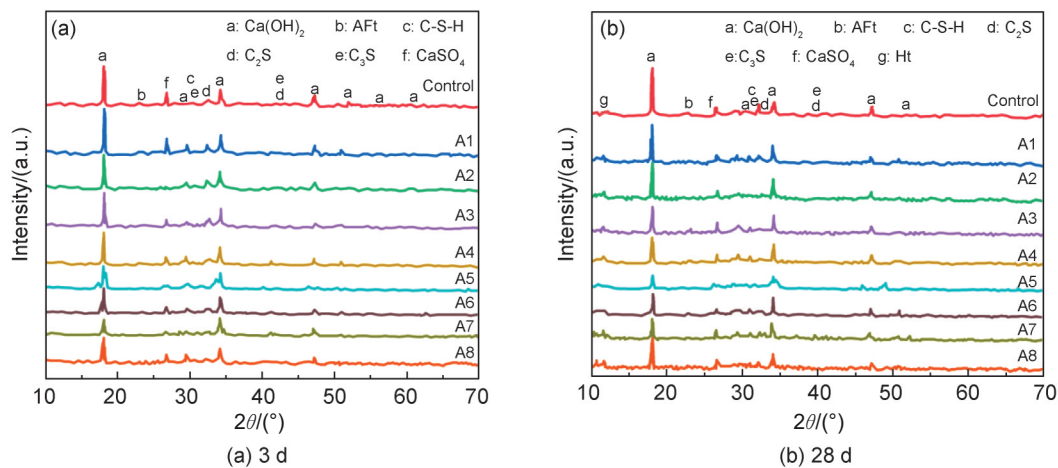 (a)
a: Ca(OH)₂ b: AFt c: C-S-H
d: C₂S e:C₃S f: CaSO₄
a
b
f
c
e
a
d
a
e
d
a
a
a
a
Control
A1
A2
A3
A4
A5
A6
A7
A8
Intensity/(a.u.)
10 20 30 40 50 60 70
2θ/(°)
(a) 3 d
(b)
a: Ca(OH)₂ b: AFt c: C-S-H d: C₂S
e:C₃S f: CaSO₄ g: Ht
a
g
b
f
c
e
a
d
a
e
d
a
a
Control
A1
A2
A3
A4
A5
A6
A7
A8
Intensity/(a.u.)
10 20 30 40 50 60 70
2θ/(°)
(b) 28 d